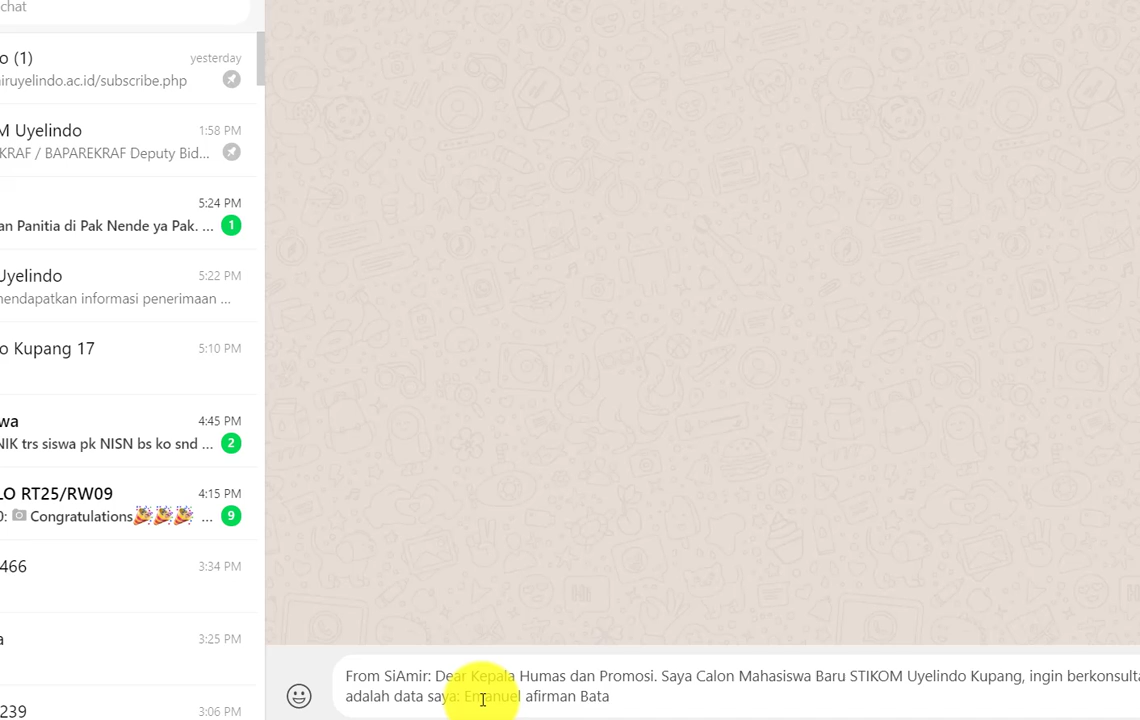 chat
o (1)
yesterday
iruyelindo.ac.id/subscribe.php
M Uyelindo
1:58 PM
KRAF / BAPAREKRAF Deputy Bid...
5:24 PM
an Panitia di Pak Nende ya Pak. ...
1
Uyelindo
5:22 PM
nendapatkan informasi penerimaan ...
o Kupang 17
5:10 PM
wa
4:45 PM
NIK trs siswa pk NISN bs ko snd ...
2
LO RT25/RW09
4:15 PM
0: Congratulations🎉🎉🎉 ...
9
466
3:34 PM
a
3:25 PM
239
3:06 PM
From SiAmir: Dear Kepala Humas dan Promosi. Saya Calon Mahasiswa Baru STIKOM Uyelindo Kupang, ingin berkonsulta
adalah data saya: Emanuel afirman Bata